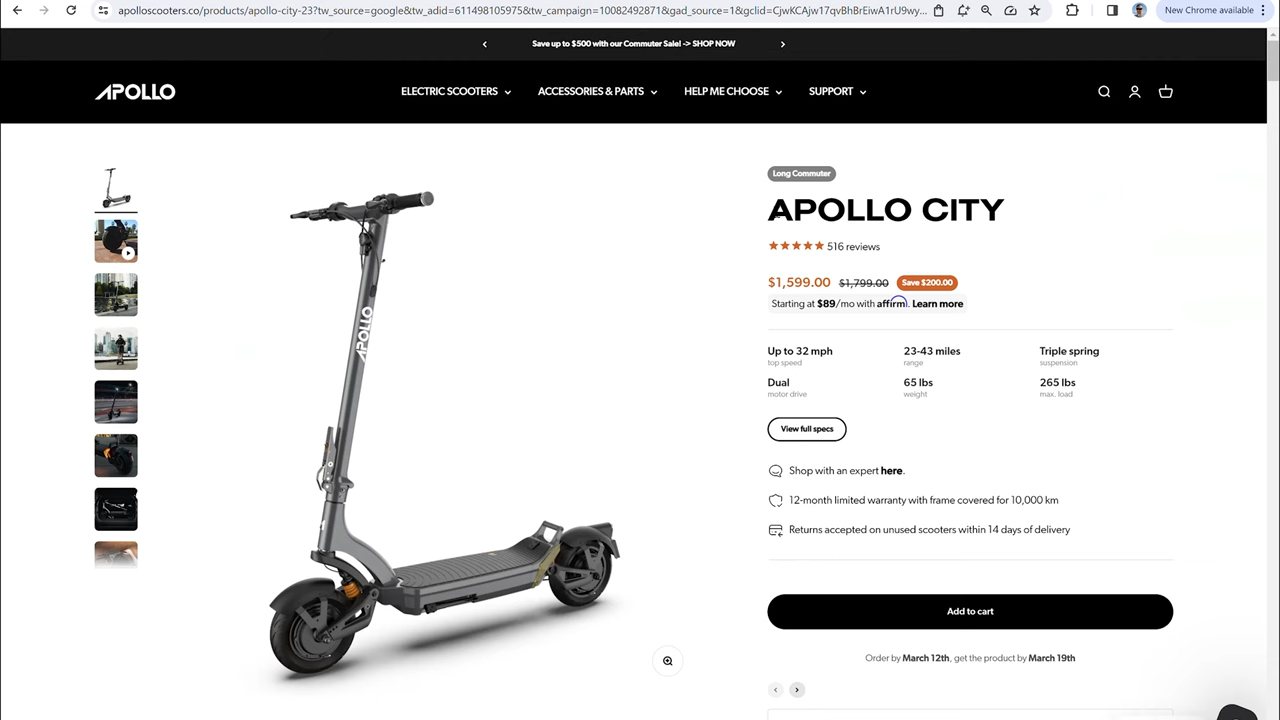 apolloscooters.co/products/apollo-city-23?tw_source=google&tw_adid=611498105975&tw_campaign=10082492871&gad_source=1&gclid=CjwKCAjw17qvBhBrEiwA1rU9wy...
New Chrome available
Save up to $500 with our Commuter Sale! -> SHOP NOW
APOLLO
ELECTRIC SCOOTERS
ACCESSORIES & PARTS
HELP ME CHOOSE
SUPPORT
Long Commuter
APOLLO CITY
516 reviews
$1,599.00 $1,799.00 Save $200.00
Starting at $89/mo with affirm. Learn more
Up to 32 mph 23-43 miles Triple spring
top speed range suspension
Dual 65 lbs 265 lbs
motor drive weight max. load
View full specs
Shop with an expert here.
12-month limited warranty with frame covered for 10,000 km
Returns accepted on unused scooters within 14 days of delivery
Add to cart
Order by March 12th, get the product by March 19th
APOLLO